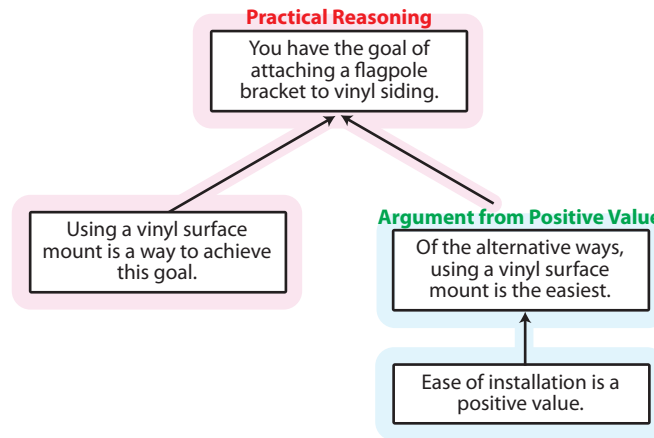 Practical Reasoning
You have the goal of
attaching a flagpole
bracket to vinyl siding.
Using a vinyl surface
mount is a way to achieve
this goal.
Argument from Positive Value
Of the alternative ways,
using a vinyl surface
mount is the easiest.
Ease of installation is a
positive value.